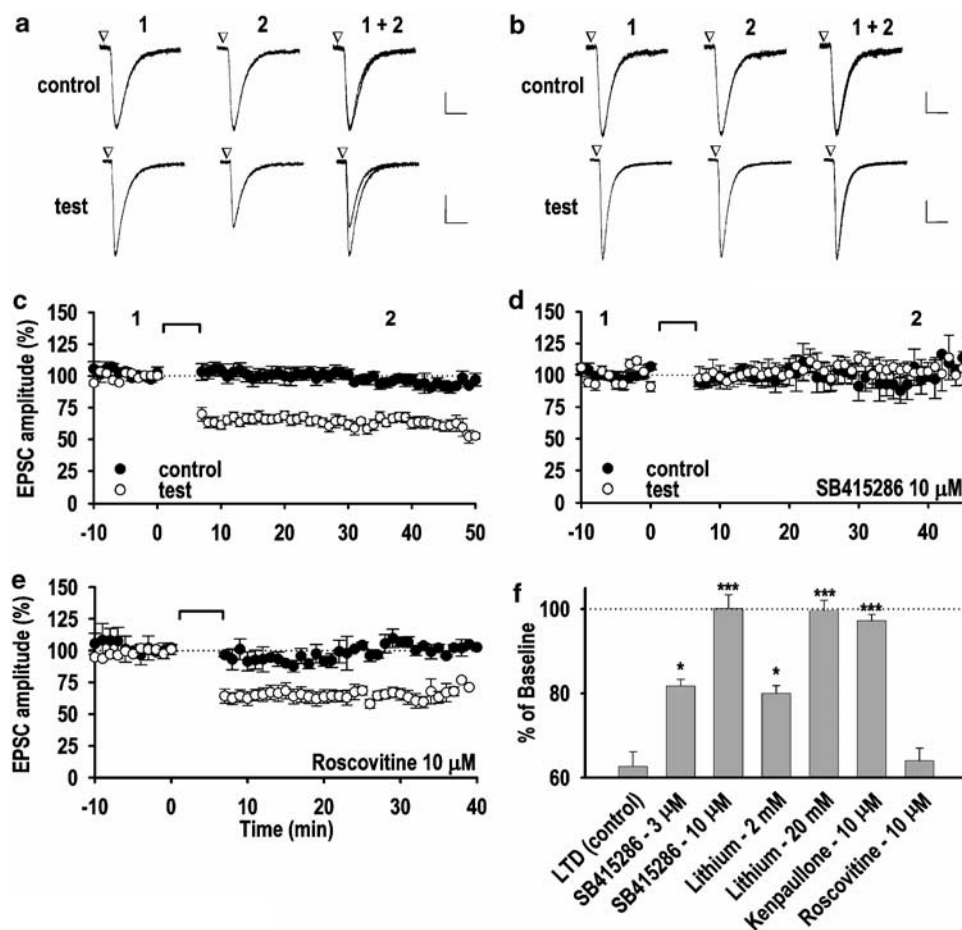 a 1 2 1 + 2
control
test
b 1 2 1 + 2
control
test
c
EPSC amplitude (%)
150
125
100
75
50
25
0
1 2
control
test
-10 0 10 20 30 40 50
d
150
125
100
75
50
25
0
1 2
control
test
SB415286 10 µM
-10 0 10 20 30 40
e
EPSC amplitude (%)
150
125
100
75
50
25
0
Roscovitine 10 µM
-10 0 10 20 30 40
Time (min)
f
% of Baseline
100
80
60
* *** * *** ***
LTD (control)
SB415286 - 3 µM
SB415286 - 10 µM
Lithium - 2 mM
Lithium - 20 mM
Kenpaullone - 10 µM
Roscovitine - 10 µM